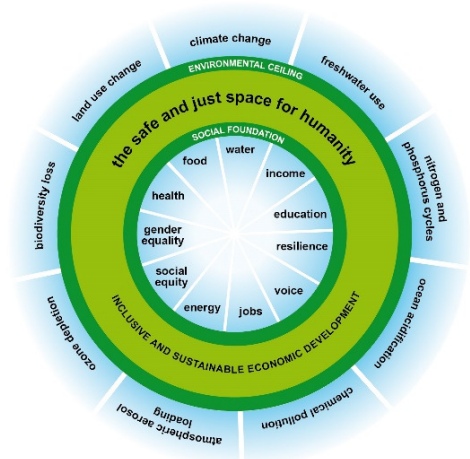 climate change
freshwater use
nitrogen and
phosphorus cycles
ocean acidification
chemical pollution
atmospheric aerosol
loading
ozone depletion
biodiversity loss
land use change
ENVIRONMENTAL CEILING
the safe and just space for humanity
SOCIAL FOUNDATION
water
income
education
resilience
voice
jobs
energy
social
equity
gender
equality
health
food
INCLUSIVE AND SUSTAINABLE ECONOMIC DEVELOPMENT